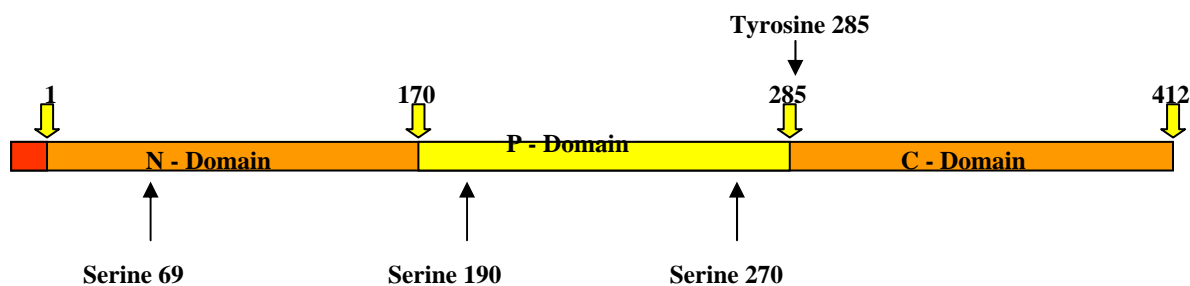 Tyrosine 285
1 170 285 412
N - Domain P - Domain C - Domain
Serine 69 Serine 190 Serine 270